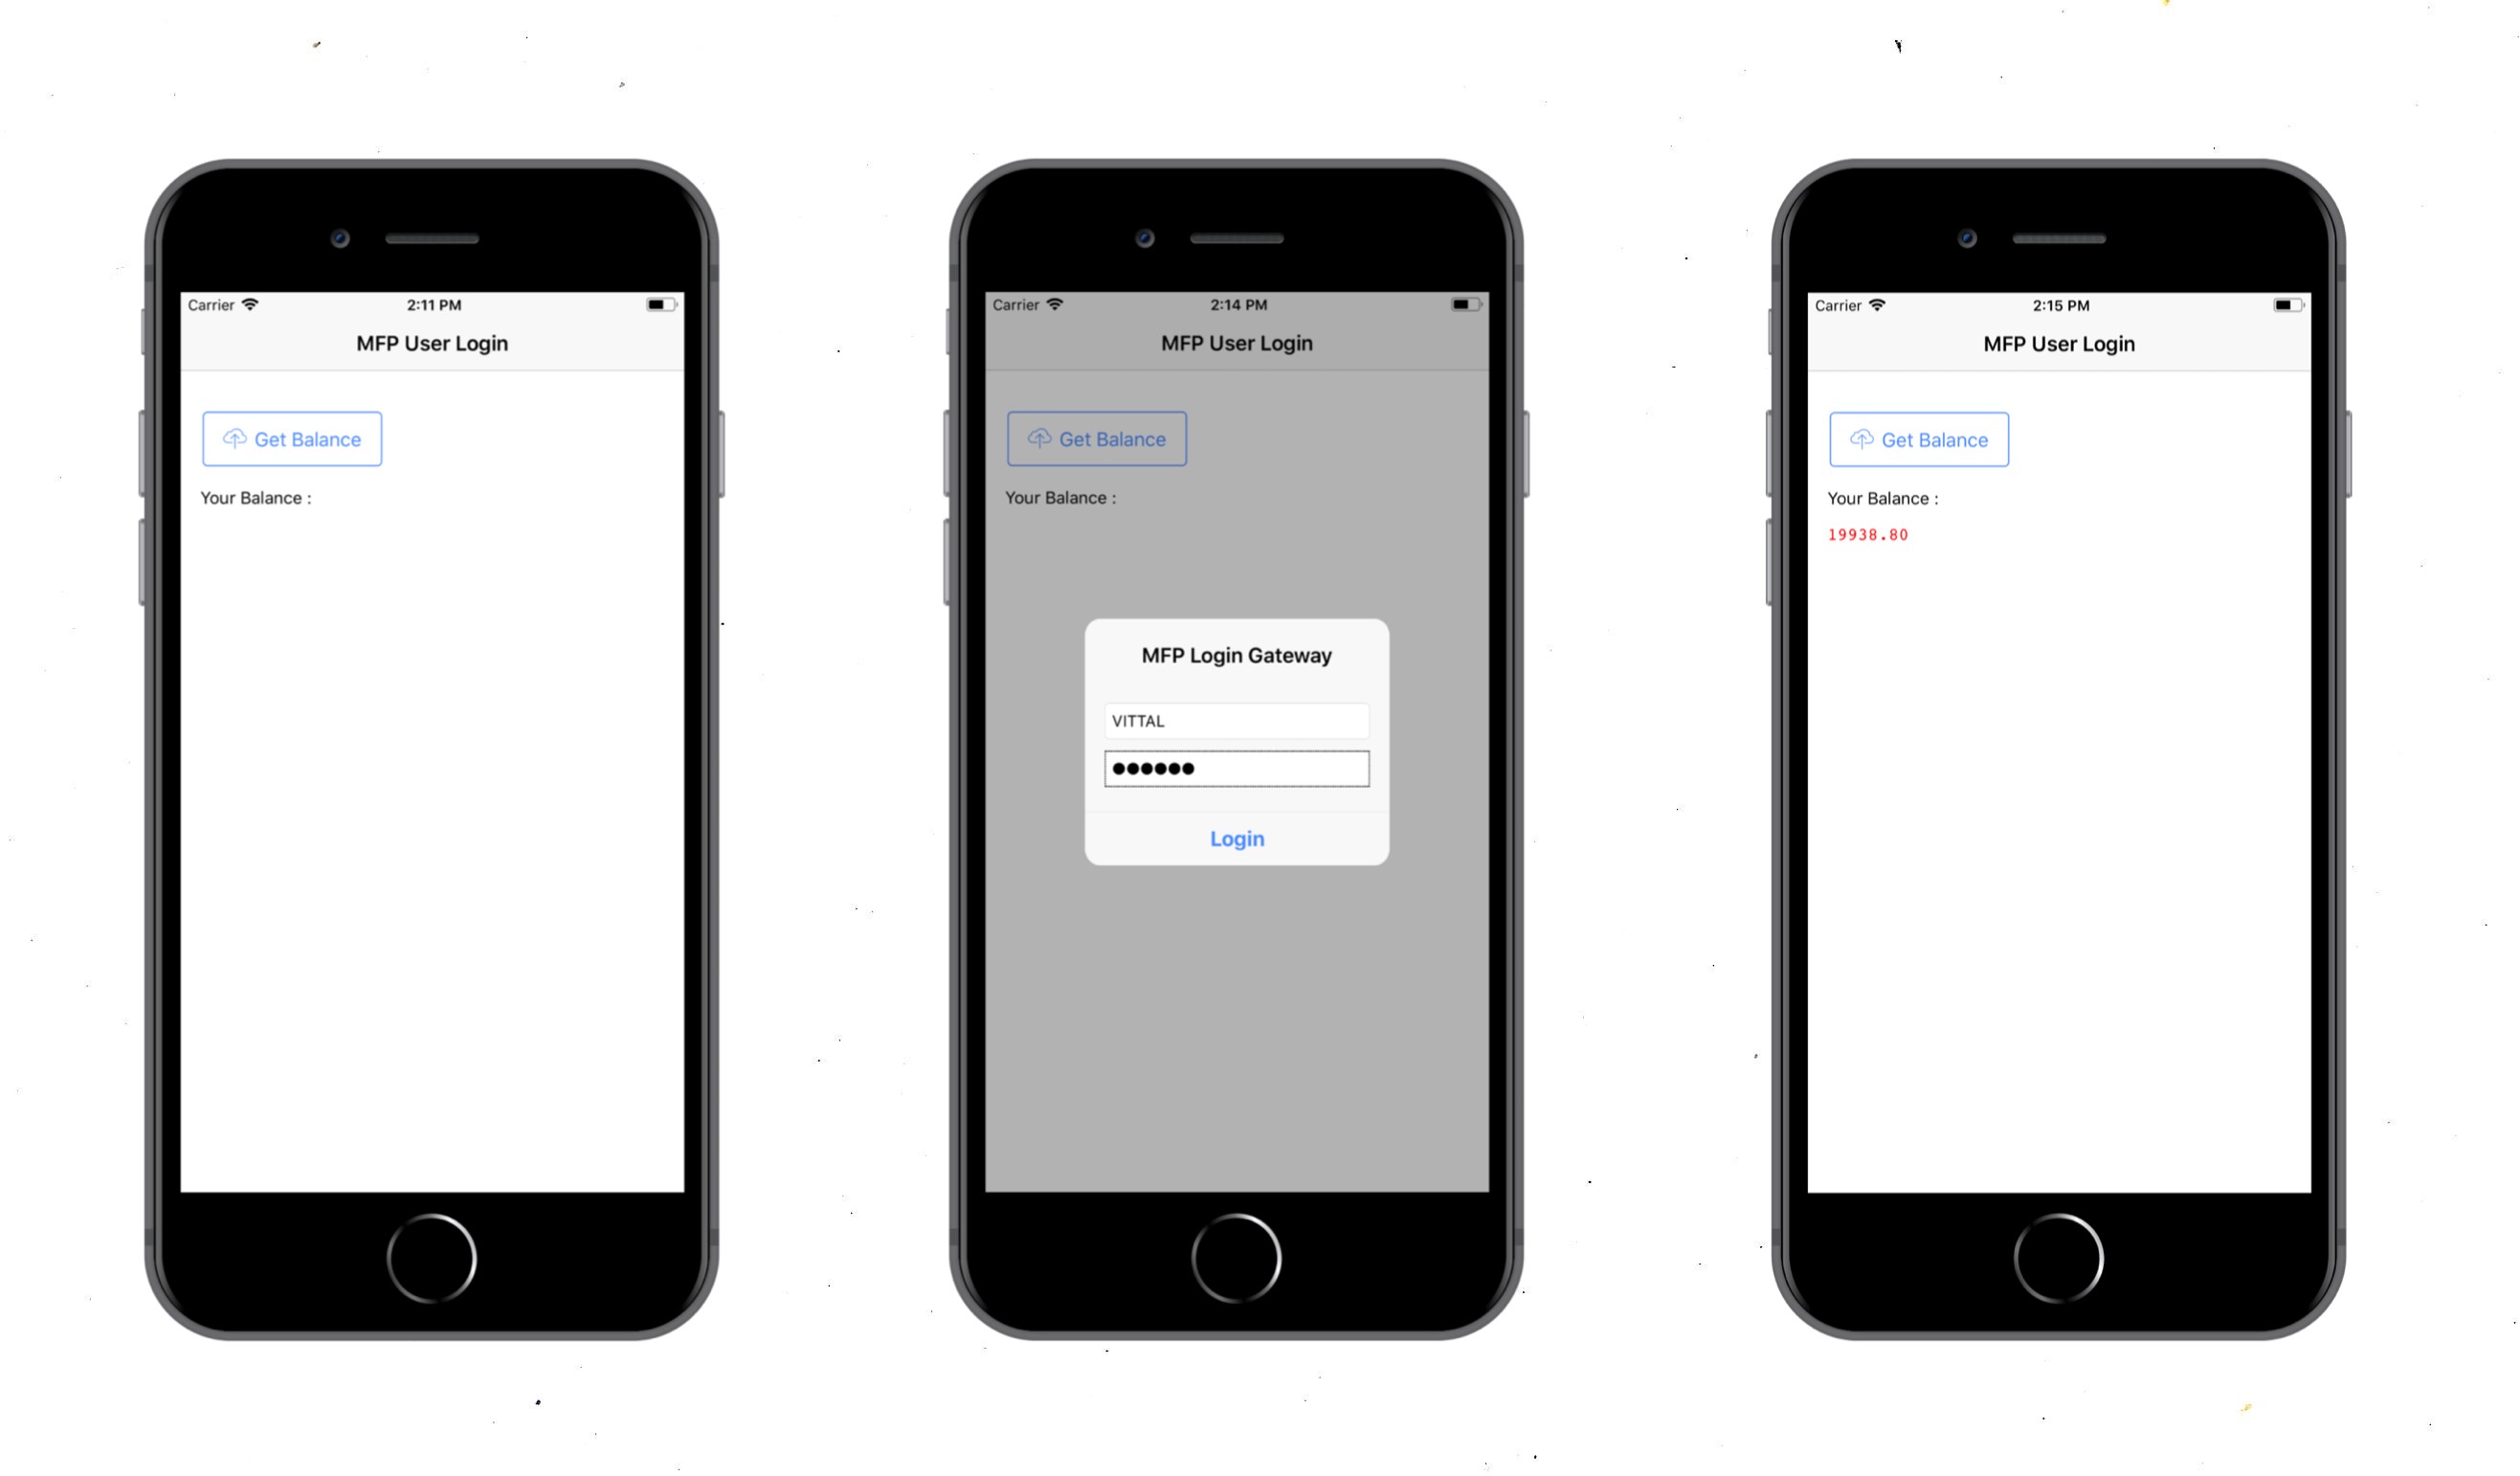 Carrier 2:11 PM
MFP User Login
Get Balance
Your Balance :
Carrier 2:14 PM
MFP User Login
Get Balance
Your Balance :
MFP Login Gateway
VITTAL
●●●●●●
Login
Carrier 2:15 PM
MFP User Login
Get Balance
Your Balance :
19938.80